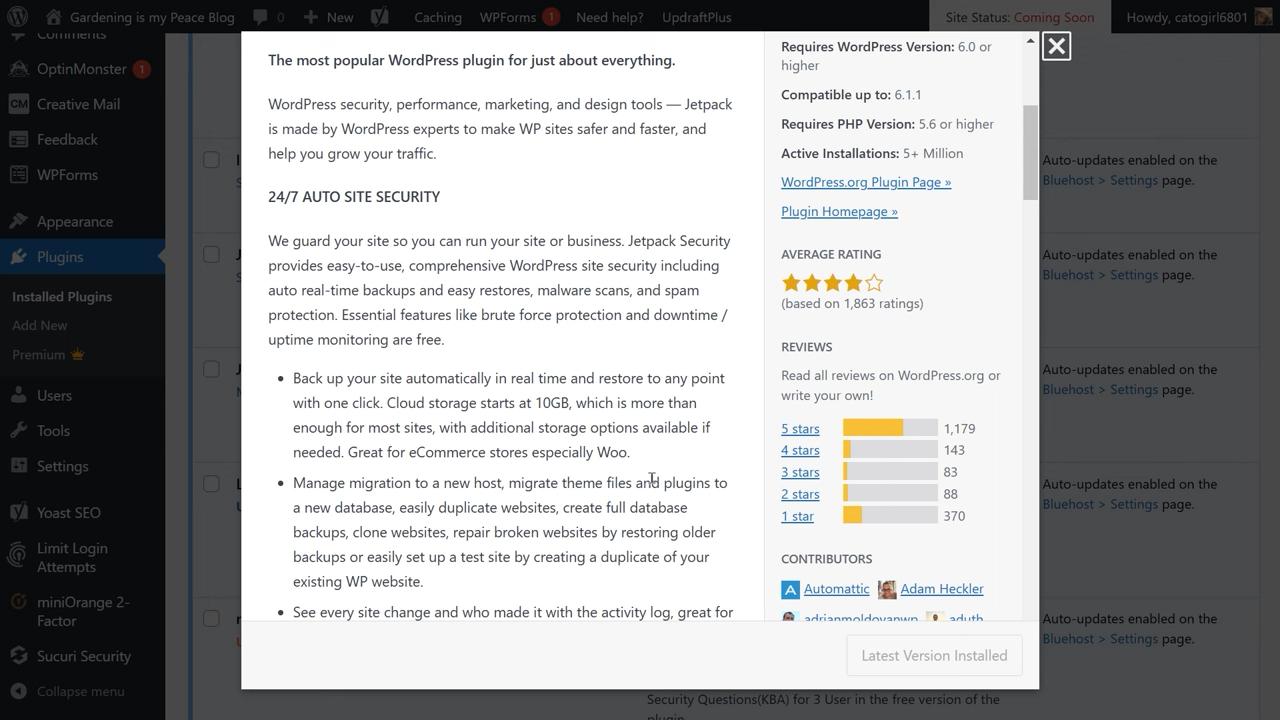 Gardening is my Peace Blog
0
New
Caching
WPForms 1
Need help?
UpdraftPlus
Site Status: Coming Soon
Howdy, catogirl6801
Comments
OptinMonster 1
Creative Mail
Feedback
WPForms
Appearance
Plugins
Installed Plugins
Add New
Premium
Users
Tools
Settings
Yoast SEO
Limit Login
Attempts
miniOrange 2-
Factor
Sucuri Security
Collapse menu
The most popular WordPress plugin for just about everything.
WordPress security, performance, marketing, and design tools — Jetpack
is made by WordPress experts to make WP sites safer and faster, and
help you grow your traffic.
24/7 AUTO SITE SECURITY
We guard your site so you can run your site or business. Jetpack Security
provides easy-to-use, comprehensive WordPress site security including
auto real-time backups and easy restores, malware scans, and spam
protection. Essential features like brute force protection and downtime /
uptime monitoring are free.
• Back up your site automatically in real time and restore to any point
with one click. Cloud storage starts at 10GB, which is more than
enough for most sites, with additional storage options available if
needed. Great for eCommerce stores especially Woo.
• Manage migration to a new host, migrate theme files and plugins to
a new database, easily duplicate websites, create full database
backups, clone websites, repair broken websites by restoring older
backups or easily set up a test site by creating a duplicate of your
existing WP website.
• See every site change and who made it with the activity log, great for
Requires WordPress Version: 6.0 or
higher
Compatible up to: 6.1.1
Requires PHP Version: 5.6 or higher
Active Installations: 5+ Million
WordPress.org Plugin Page »
Plugin Homepage »
AVERAGE RATING
(based on 1,863 ratings)
REVIEWS
Read all reviews on WordPress.org or
write your own!
5 stars 1,179
4 stars 143
3 stars 83
2 stars 88
1 star 370
CONTRIBUTORS
Automattic Adam Heckler
adrianmoldovanwp aduth
Latest Version Installed
Auto-updates enabled on the
Bluehost > Settings page.
Auto-updates enabled on the
Bluehost > Settings page.
Auto-updates enabled on the
Bluehost > Settings page.
Auto-updates enabled on the
Bluehost > Settings page.
Auto-updates enabled on the
Bluehost > Settings page.
Security Questions(KBA) for 3 User in the free version of the
plugin